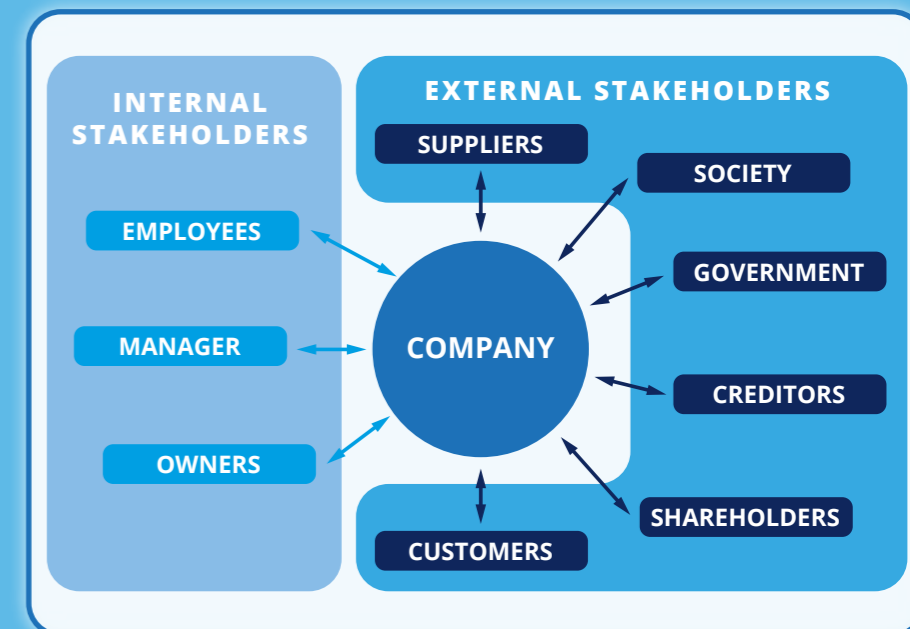 INTERNAL
STAKEHOLDERS
EMPLOYEES
MANAGER
OWNERS
COMPANY
EXTERNAL STAKEHOLDERS
SUPPLIERS
SOCIETY
GOVERNMENT
CREDITORS
SHAREHOLDERS
CUSTOMERS